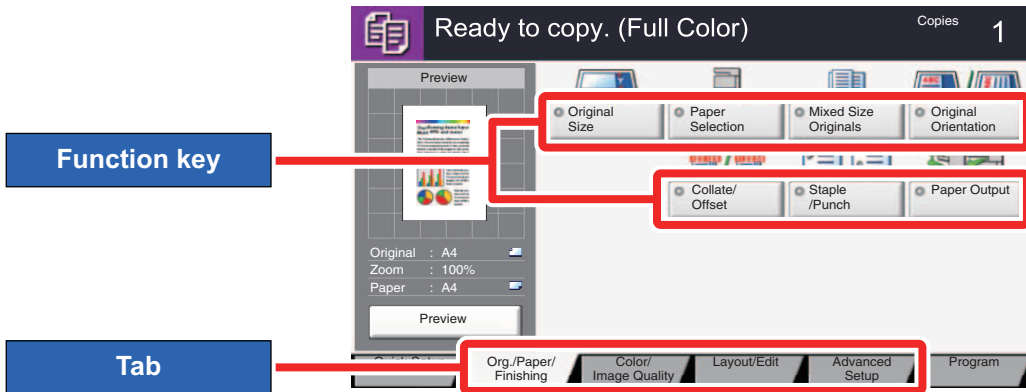 Ready to copy. (Full Color)
Copies
1
Preview
Original
Size
Paper
Selection
Mixed Size
Originals
Original
Orientation
Function key
Collate/
Offset
Staple
/Punch
Paper Output
Original : A4
Zoom : 100%
Paper : A4
Preview
Tab
Org./Paper/
Finishing
Color/
Image Quality
Layout/Edit
Advanced
Setup
Program